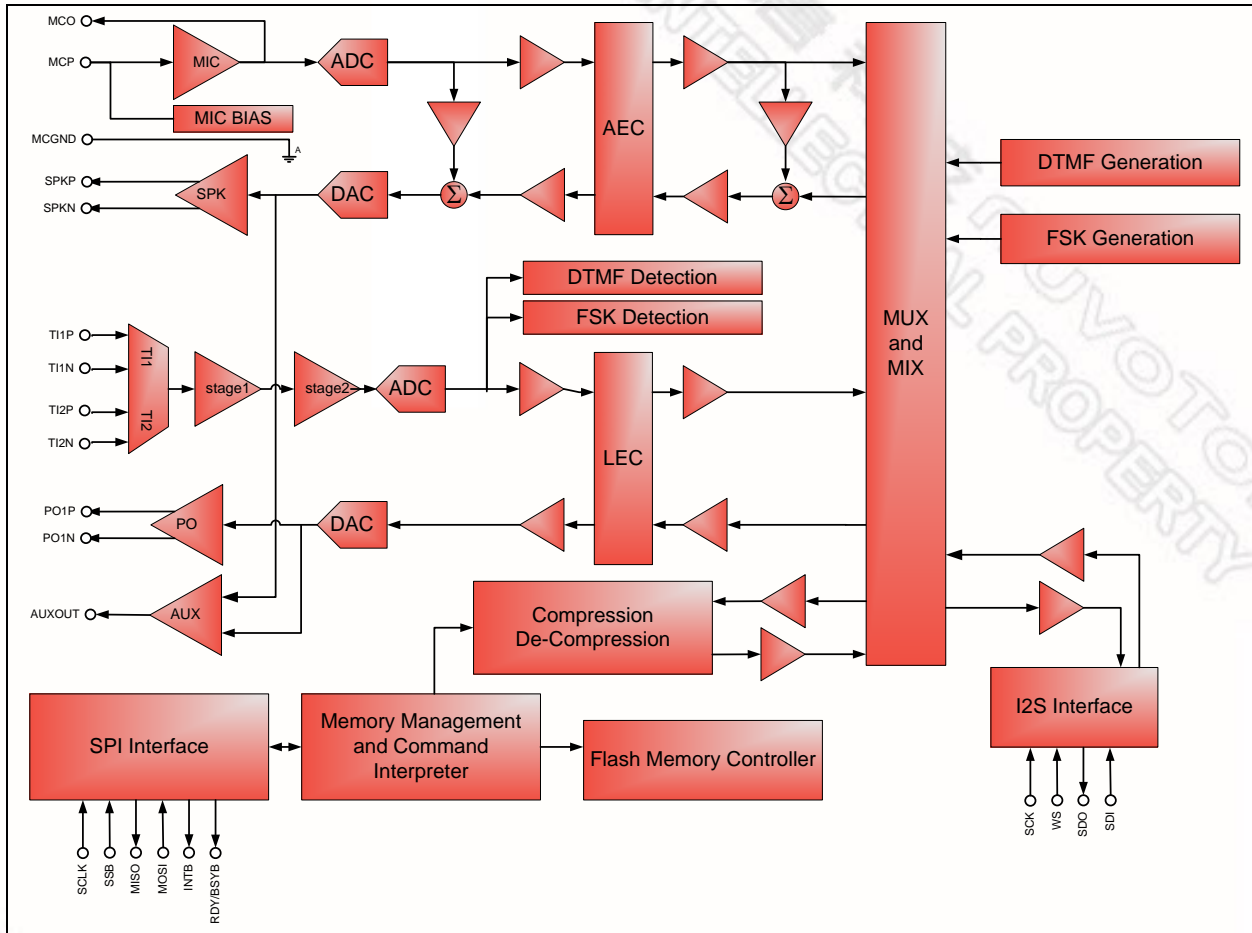 MCO
MCP
MIC
ADC
MIC BIAS
MCGND
A
AEC
SPKP
SPKN
SPK
DAC
Σ
Σ
DTMF Generation
FSK Generation
DTMF Detection
FSK Detection
MUX
and
MIX
TI1P
TI1N
TI2P
TI2N
TI1
TI2
stage1
stage2
ADC
LEC
PO1P
PO1N
PO
DAC
AUXOUT
AUX
Compression
De-Compression
I2S Interface
SCK
WS
SDO
SDI
SPI Interface
Memory Management
and Command
Interpreter
Flash Memory Controller
SCLK
SSB
MISO
MOSI
INTB
RDY/BSYB
NUVOTON
INTELLECTUAL PROPERTY